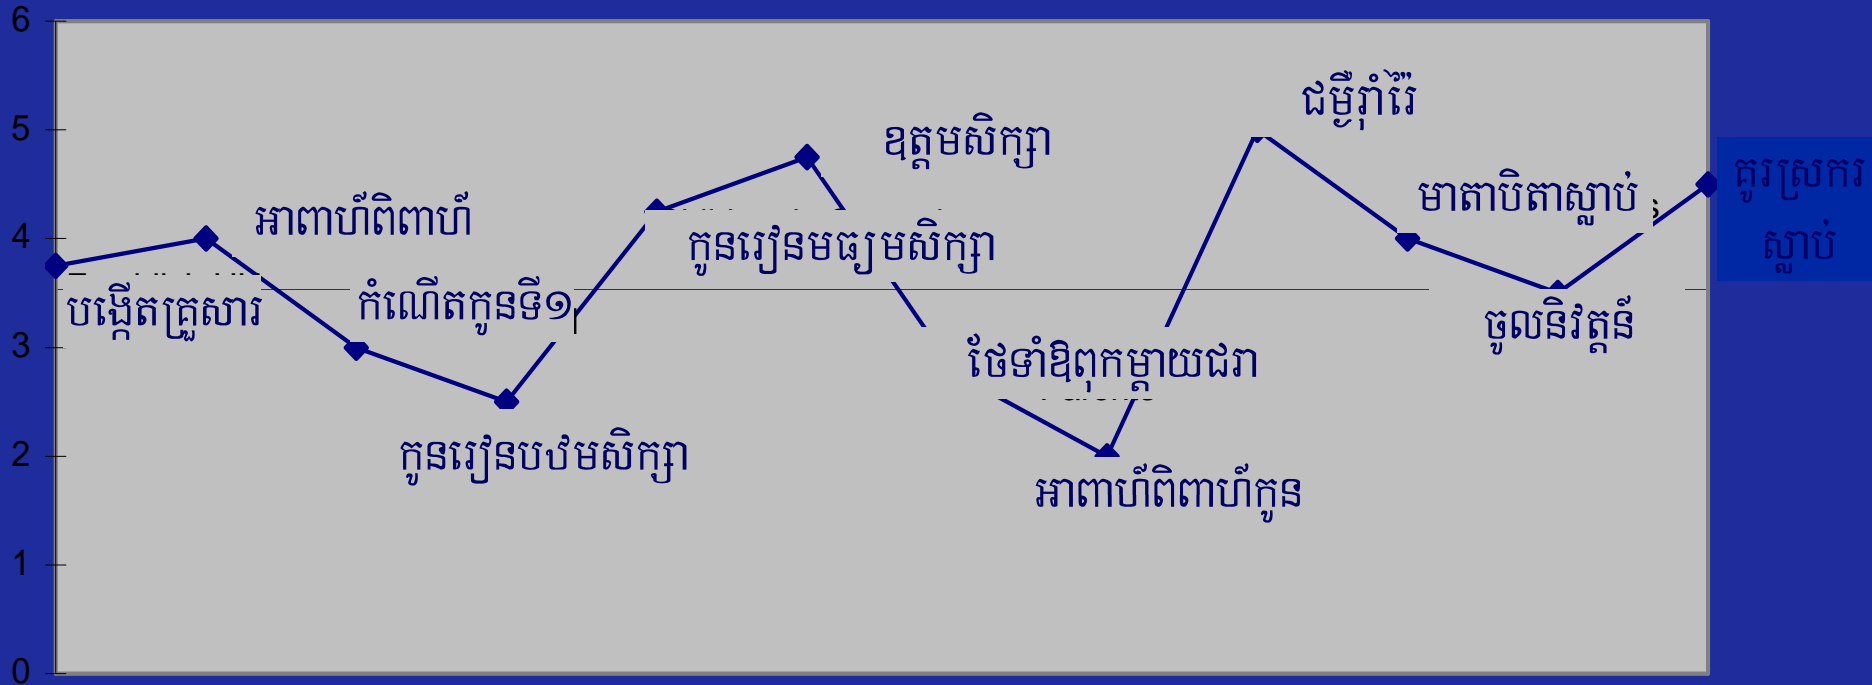 6
5
4
3
2
1
0
បង្កើតគ្រួសារ
អាពាហ៍ពិពាហ៍
កំណើតកូនទី១
កូនរៀនបឋមសិក្សា
កូនរៀនមធ្យមសិក្សា
ឧត្តមសិក្សា
ថែទាំឱពុកម្តាយជរា
អាពាហ៍ពិពាហ៍កូន
ជម្ងឺរ៉ាំរ៉ៃ
មាតាបិតាស្លាប់
ចូលនិវត្តន៍
គូរស្រករ
ស្លាប់